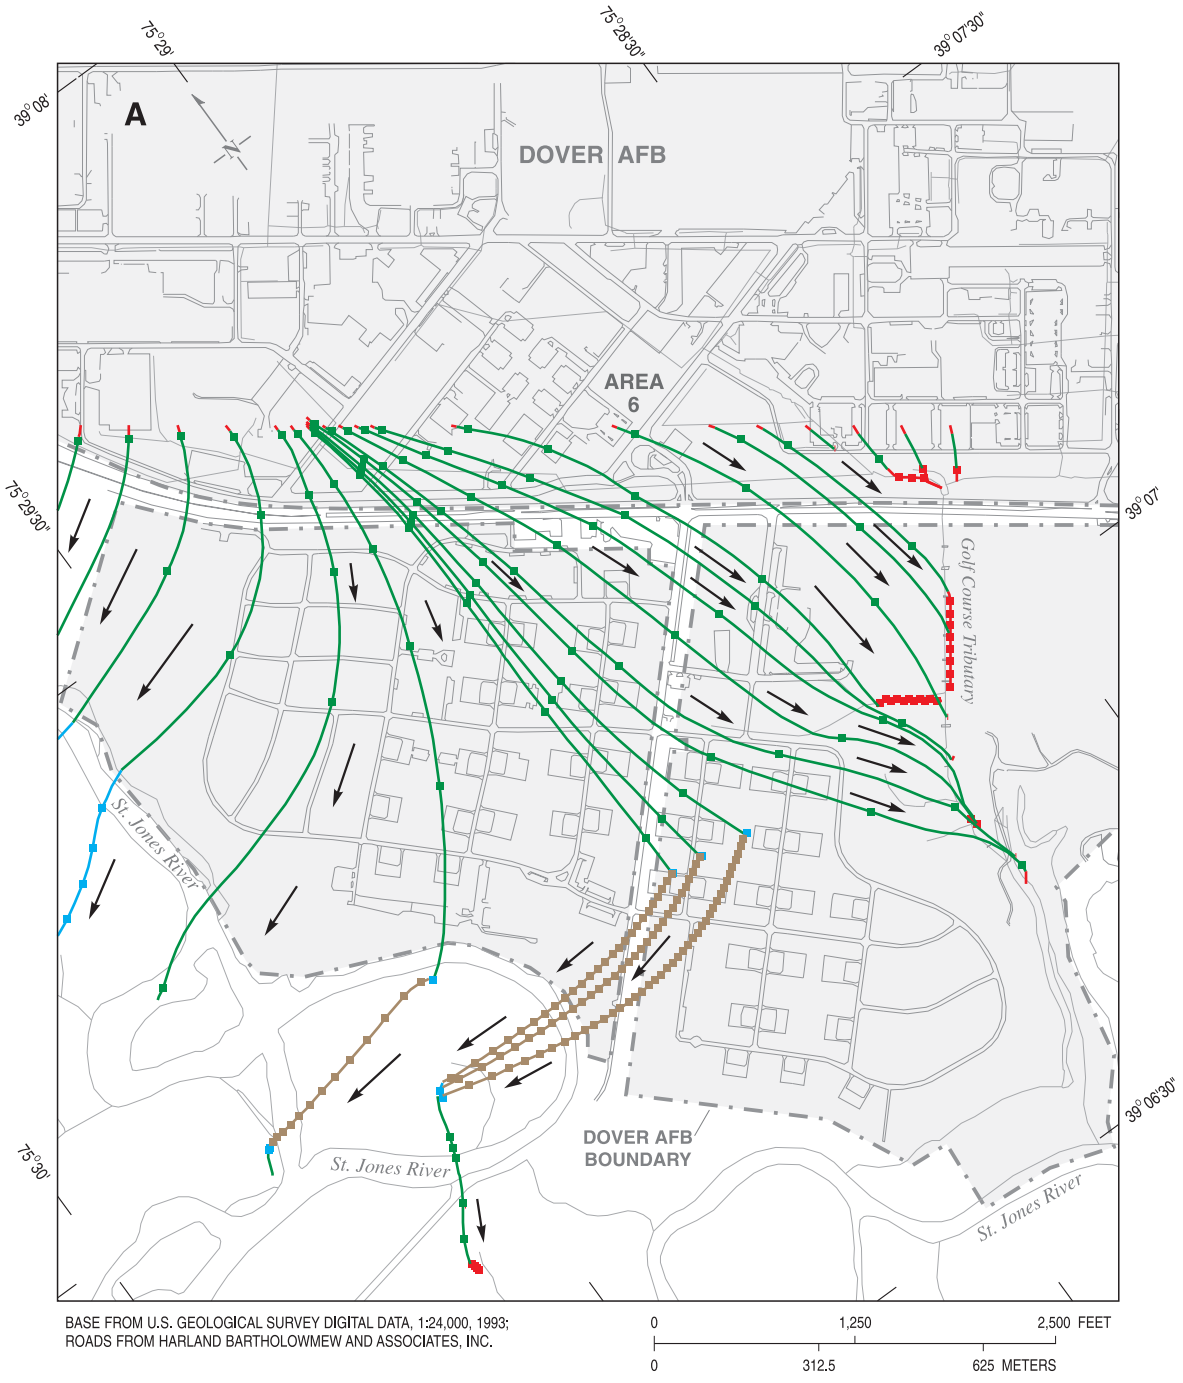 75°29'
75°28'30"
39°07'30"
39°08'
A
N
DOVER AFB
AREA
6
75°29'30"
39°07'
Golf Course Tributary
St. Jones River
39°06'30"
DOVER AFB
BOUNDARY
75°30'
St. Jones River
St. Jones River
BASE FROM U.S. GEOLOGICAL SURVEY DIGITAL DATA, 1:24,000, 1993;
ROADS FROM HARLAND BARTHOLOWMEW AND ASSOCIATES, INC.
0 1,250 2,500 FEET
0 312.5 625 METERS